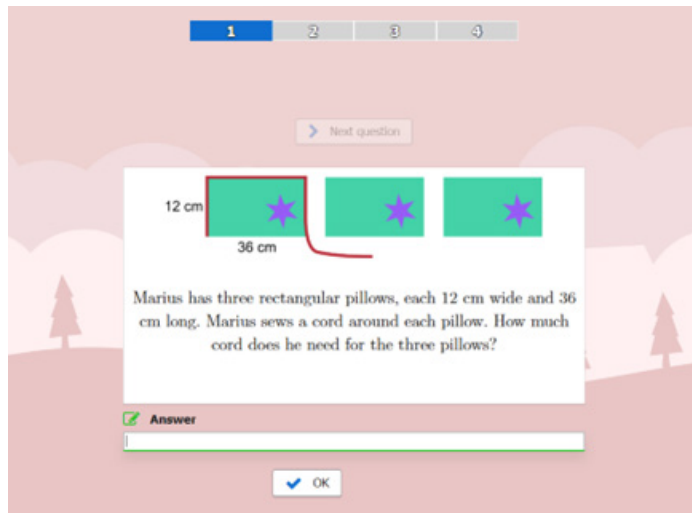 1 2 3 4
Next question
12 cm
36 cm
Marius has three rectangular pillows, each 12 cm wide and 36
cm long. Marius sews a cord around each pillow. How much
cord does he need for the three pillows?
Answer
OK